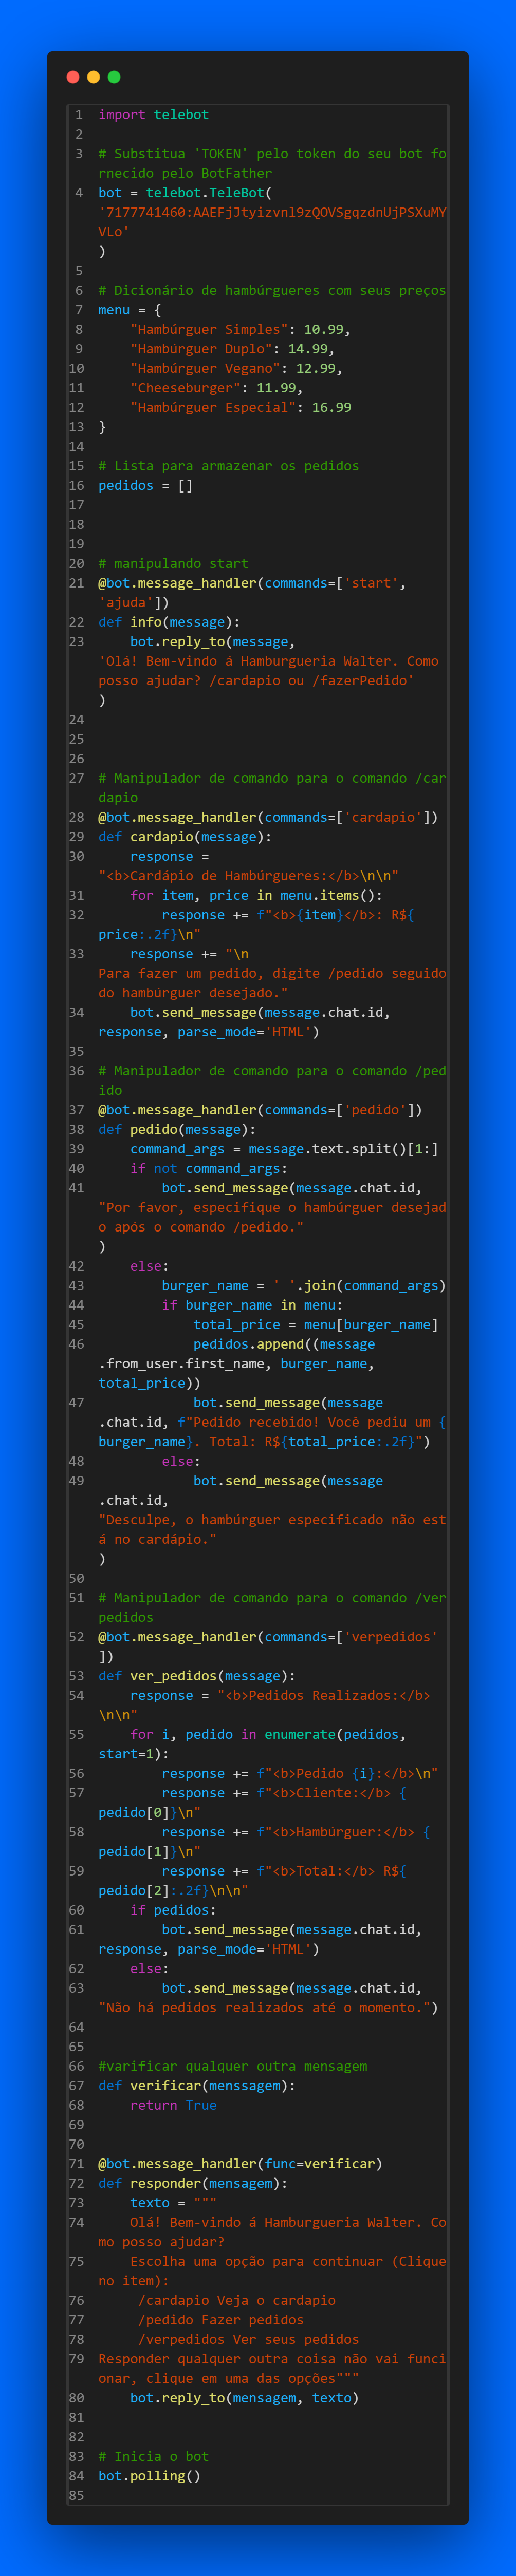 1 import telebot
2
3 # Substitua 'TOKEN' pelo token do seu bot fo
rnecido pelo BotFather
4 bot = telebot.TeleBot(
'7177741460:AAEFjJtyizvnl9zQOVSgqzdnUjPSXuMY
VLo'
)
5
6 # Dicionário de hambúrgueres com seus preços
7 menu = {
8     "Hambúrguer Simples": 10.99,
9     "Hambúrguer Duplo": 14.99,
10     "Hambúrguer Vegano": 12.99,
11     "Cheeseburger": 11.99,
12     "Hambúrguer Especial": 16.99
13 }
14
15 # Lista para armazenar os pedidos
16 pedidos = []
17
18
19
20 # manipulando start
21 @bot.message_handler(commands=['start',
'ajuda'])
22 def info(message):
23     bot.reply_to(message,
'Olá! Bem-vindo á Hamburgueria Walter. Como
posso ajudar? /cardapio ou /fazerPedido'
)
24
25
26
27 # Manipulador de comando para o comando /car
dapio
28 @bot.message_handler(commands=['cardapio'])
29 def cardapio(message):
30     response =
"<b>Cardápio de Hambúrgueres:</b>\n\n"
31     for item, price in menu.items():
32         response += f"<b>{item}</b>: R${
price:.2f}\n"
33     response += "\n
Para fazer um pedido, digite /pedido seguido
do hambúrguer desejado."
34     bot.send_message(message.chat.id,
response, parse_mode='HTML')
35
36 # Manipulador de comando para o comando /ped
ido
37 @bot.message_handler(commands=['pedido'])
38 def pedido(message):
39     command_args = message.text.split()[1:]
40     if not command_args:
41         bot.send_message(message.chat.id,
"Por favor, especifique o hambúrguer desejad
o após o comando /pedido."
)
42     else:
43         burger_name = ' '.join(command_args)
44         if burger_name in menu:
45             total_price = menu[burger_name]
46             pedidos.append((message
.from_user.first_name, burger_name,
total_price))
47             bot.send_message(message
.chat.id, f"Pedido recebido! Você pediu um {
burger_name}. Total: R${total_price:.2f}")
48         else:
49             bot.send_message(message
.chat.id,
"Desculpe, o hambúrguer especificado não est
á no cardápio."
)
50
51 # Manipulador de comando para o comando /ver
pedidos
52 @bot.message_handler(commands=['verpedidos'
])
53 def ver_pedidos(message):
54     response = "<b>Pedidos Realizados:</b>
\n\n"
55     for i, pedido in enumerate(pedidos,
start=1):
56         response += f"<b>Pedido {i}:</b>\n"
57         response += f"<b>Cliente:</b> {
pedido[0]}\n"
58         response += f"<b>Hambúrguer:</b> {
pedido[1]}\n"
59         response += f"<b>Total:</b> R${
pedido[2]:.2f}\n\n"
60     if pedidos:
61         bot.send_message(message.chat.id,
response, parse_mode='HTML')
62     else:
63         bot.send_message(message.chat.id,
"Não há pedidos realizados até o momento.")
64
65
66 #varificar qualquer outra mensagem
67 def verificar(menssagem):
68     return True
69
70
71 @bot.message_handler(func=verificar)
72 def responder(mensagem):
73     texto = """
74     Olá! Bem-vindo á Hamburgueria Walter. Co
mo posso ajudar?
75     Escolha uma opção para continuar (Clique
no item):
76      /cardapio Veja o cardapio
77      /pedido Fazer pedidos
78      /verpedidos Ver seus pedidos
79 Responder qualquer outra coisa não vai funci
onar, clique em uma das opções"""
80     bot.reply_to(mensagem, texto)
81
82
83 # Inicia o bot
84 bot.polling()
85